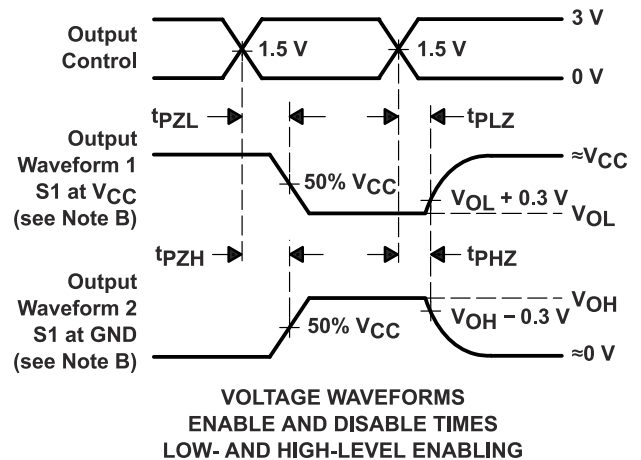 Output
Control
1.5 V
1.5 V
3 V
0 V
tPZL
tPLZ
Output
Waveform 1
S1 at VCC
(see Note B)
50% VCC
≈VCC
VOL + 0.3 V
VOL
tPZH
tPHZ
Output
Waveform 2
S1 at GND
(see Note B)
50% VCC
VOH
VOH − 0.3 V
≈0 V
VOLTAGE WAVEFORMS
ENABLE AND DISABLE TIMES
LOW- AND HIGH-LEVEL ENABLING